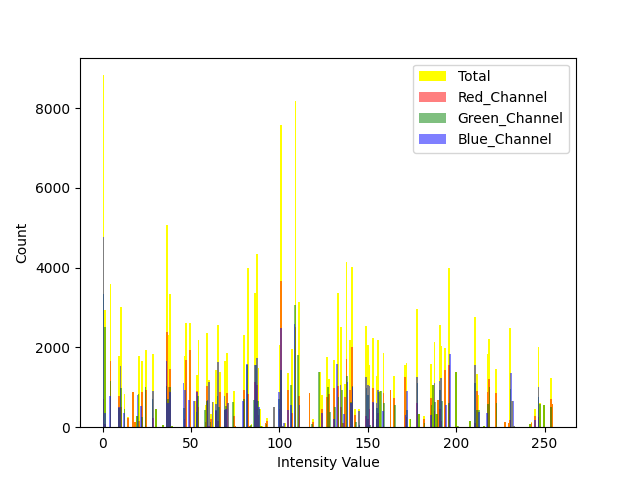 8000
6000
4000
2000
0
Count
0
50
100
150
200
250
Intensity Value
Total
Red_Channel
Green_Channel
Blue_Channel